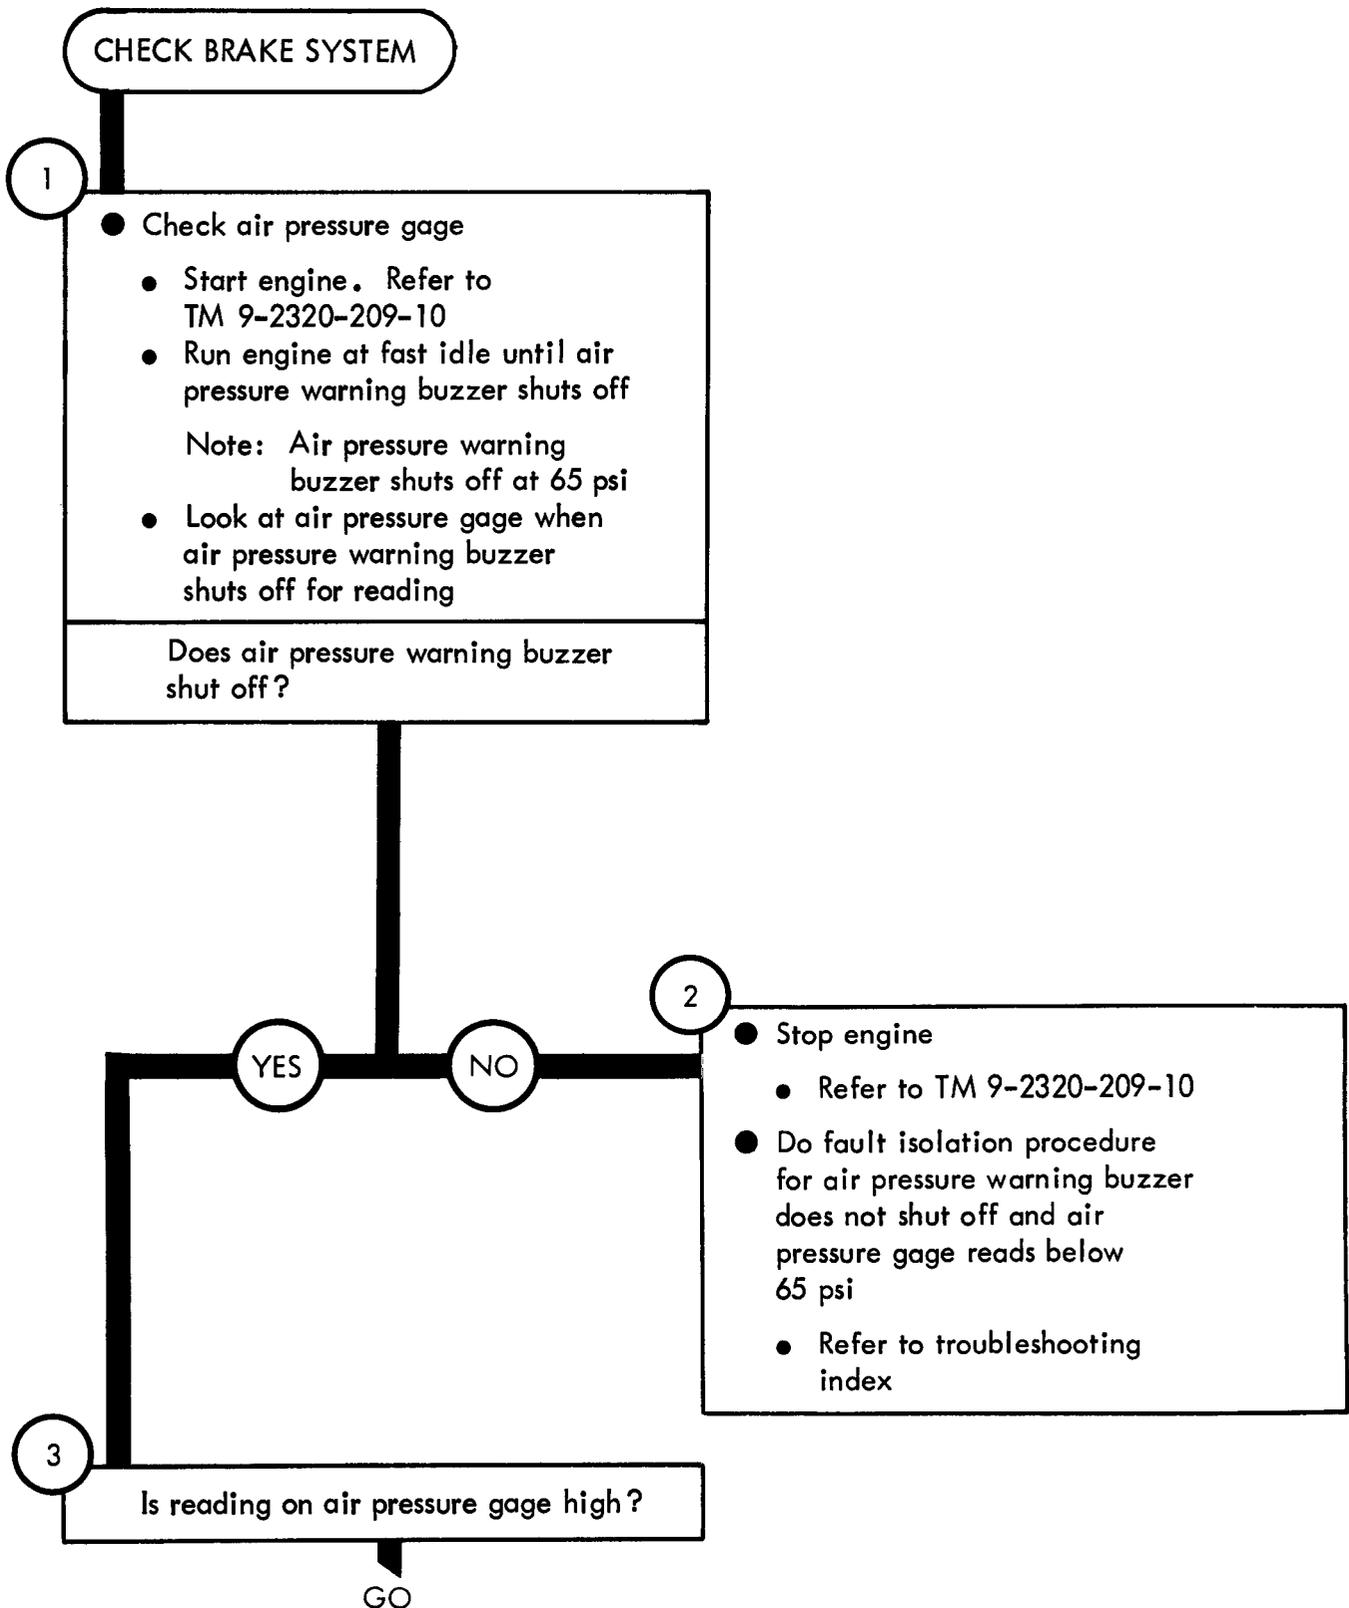 CHECK BRAKE SYSTEM
1
● Check air pressure gage
● Start engine. Refer to
TM 9-2320-209-10
● Run engine at fast idle until air
pressure warning buzzer shuts off
Note: Air pressure warning
buzzer shuts off at 65 psi
● Look at air pressure gage when
air pressure warning buzzer
shuts off for reading
Does air pressure warning buzzer
shut off?
YES
NO
2
● Stop engine
● Refer to TM 9-2320-209-10
● Do fault isolation procedure
for air pressure warning buzzer
does not shut off and air
pressure gage reads below
65 psi
● Refer to troubleshooting
index
3
Is reading on air pressure gage high?
GO